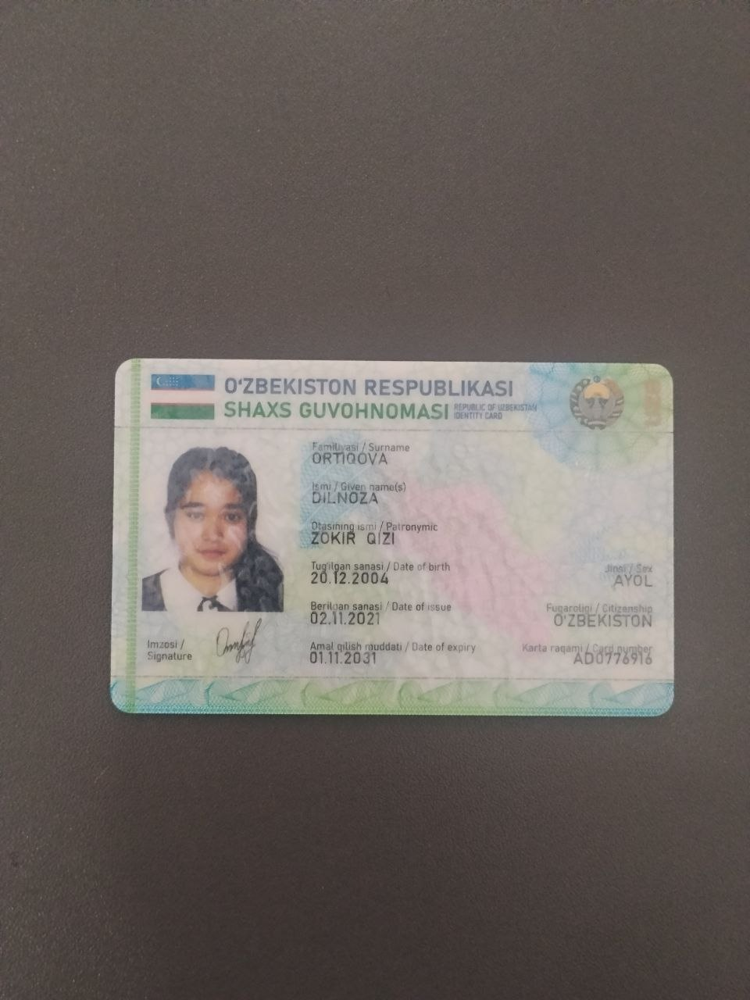 O‘ZBEKISTON RESPUBLIKASI
SHAXS GUVOHNOMASI
REPUBLIC OF UZBEKISTAN
IDENTITY CARD
Familiyasi / Surname
ORTIQOVA
Ismi / Given name(s)
DILNOZA
Otasining ismi / Patronymic
ZOKIR QIZI
Tug‘ilgan sanasi / Date of birth
20.12.2004
Jinsi / Sex
AYOL
Berilgan sanasi / Date of issue
02.11.2021
Fuqaroligi / Citizenship
O‘ZBEKISTON
Imzosi /
Signature
Amal qilish muddati / Date of expiry
01.11.2031
Karta raqami / Card number
AD0776916